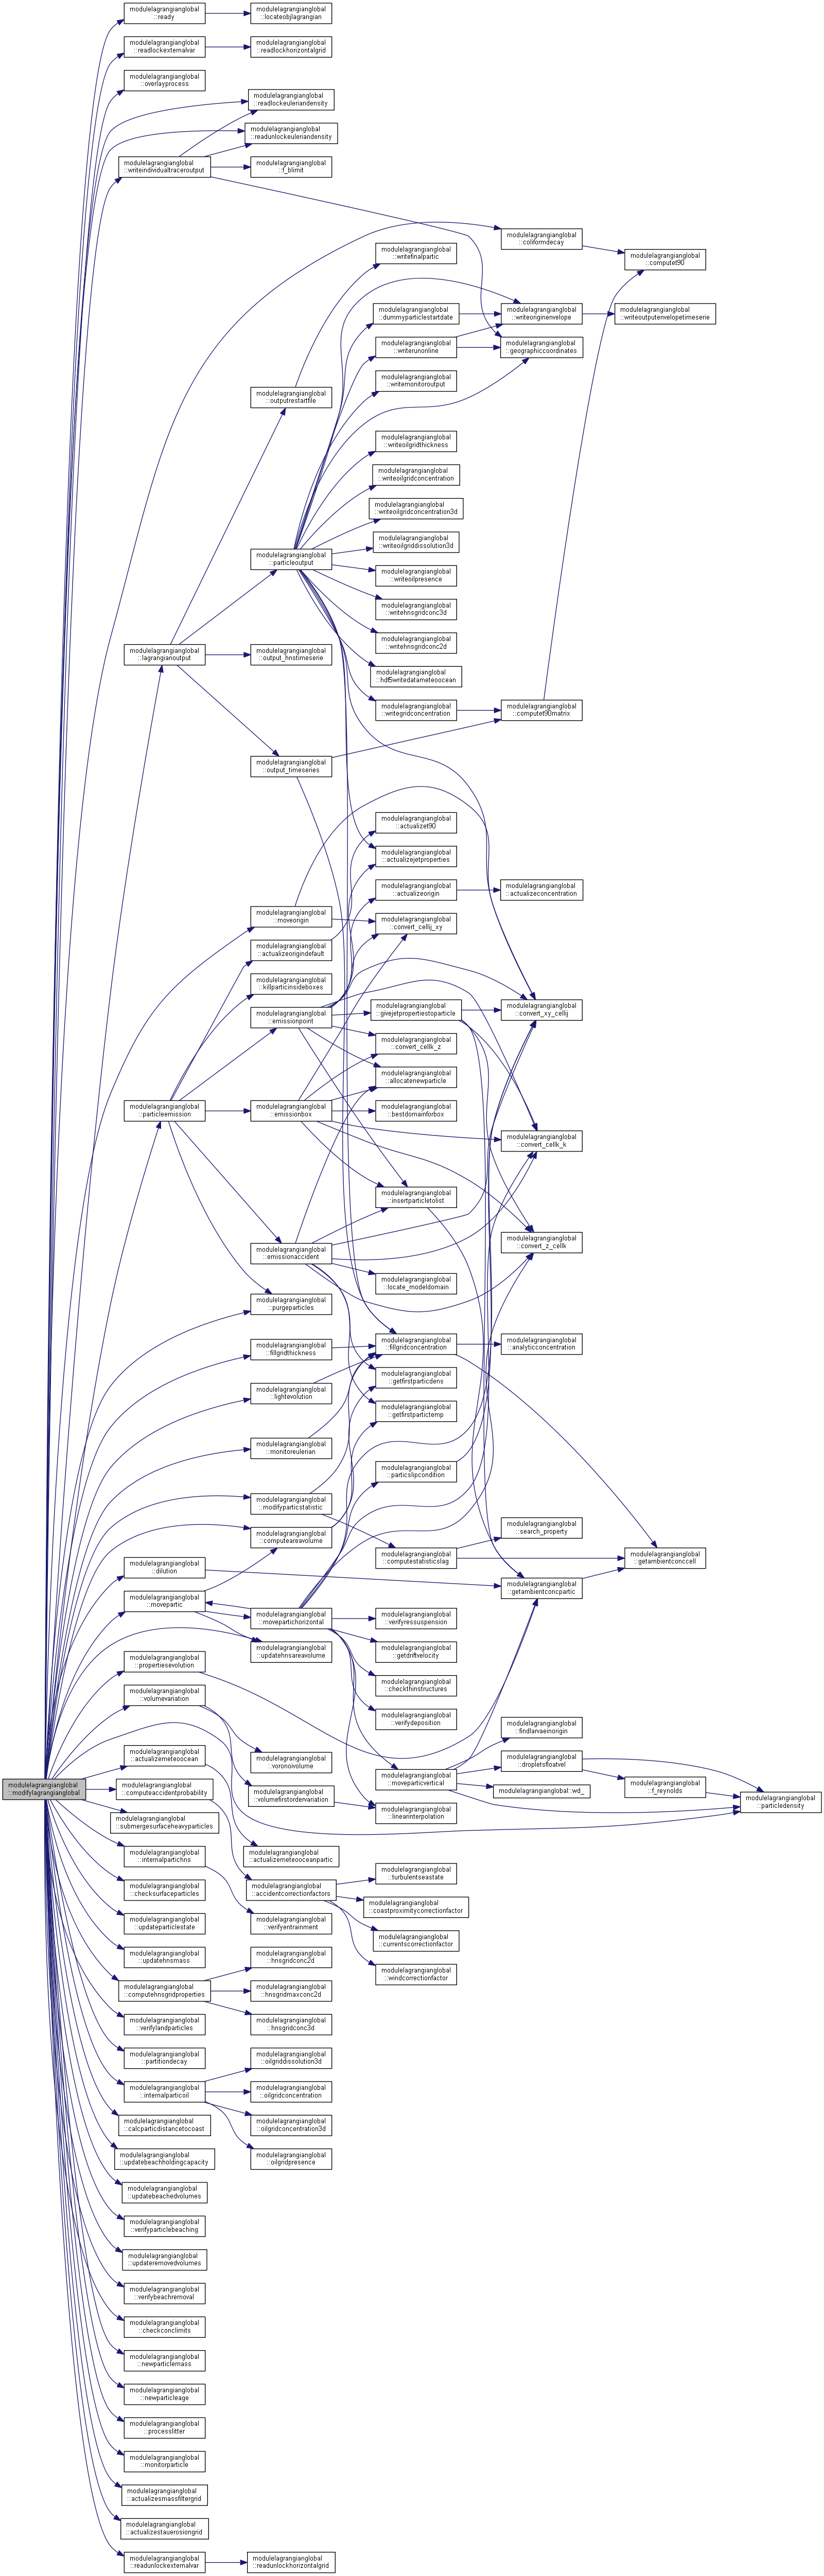 modulelagrangianglobal
::ready
modulelagrangianglobal
::locateobjlagrangian
modulelagrangianglobal
::readlockexternalvar
modulelagrangianglobal
::readlockhorizontalgrid
modulelagrangianglobal
::overlayprocess
modulelagrangianglobal
::readlockeuleriandensity
modulelagrangianglobal
::readunlockeuleriandensity
modulelagrangianglobal
::writeindividualtraceroutput
modulelagrangianglobal
::f_blimit
modulelagrangianglobal
::coliformdecay
modulelagrangianglobal
::computet90
modulelagrangianglobal
::writefinalpartic
modulelagrangianglobal
::dummyparticlestartdate
modulelagrangianglobal
::writeoriginenvelope
modulelagrangianglobal
::writeoutputenvelopetimeserie
modulelagrangianglobal
::writerunonline
modulelagrangianglobal
::geographiccoordinates
modulelagrangianglobal
::writemonitoroutput
modulelagrangianglobal
::outputrestartfile
modulelagrangianglobal
::writeoilgridthickness
modulelagrangianglobal
::writeoilgridconcentration
modulelagrangianglobal
::writeoilgridconcentration3d
modulelagrangianglobal
::writeoilgriddissolution3d
modulelagrangianglobal
::particleoutput
modulelagrangianglobal
::writeoilpresence
modulelagrangianglobal
::writehnsgridconc3d
modulelagrangianglobal
::writehnsgridconc2d
modulelagrangianglobal
::lagrangianoutput
modulelagrangianglobal
::output_hnstimeserie
modulelagrangianglobal
::hdf5writedatameteoocean
modulelagrangianglobal
::writegridconcentration
modulelagrangianglobal
::computet90matrix
modulelagrangianglobal
::output_timeseries
modulelagrangianglobal
::actualizet90
modulelagrangianglobal
::actualizejetproperties
modulelagrangianglobal
::actualizeorigin
modulelagrangianglobal
::actualizeconcentration
modulelagrangianglobal
::moveorigin
modulelagrangianglobal
::convert_cellij_xy
modulelagrangianglobal
::actualizeorigindefault
modulelagrangianglobal
::killparticinsideboxes
modulelagrangianglobal
::emissionpoint
modulelagrangianglobal
::givejetpropertiestoparticle
modulelagrangianglobal
::convert_xy_cellij
modulelagrangianglobal
::convert_cellk_z
modulelagrangianglobal
::allocatenewparticle
modulelagrangianglobal
::particleemission
modulelagrangianglobal
::emissionbox
modulelagrangianglobal
::bestdomainforbox
modulelagrangianglobal
::convert_cellk_k
modulelagrangianglobal
::insertparticletolist
modulelagrangianglobal
::convert_z_cellk
modulelagrangianglobal
::emissionaccident
modulelagrangianglobal
::locate_modeldomain
modulelagrangianglobal
::purgeparticles
modulelagrangianglobal
::fillgridthickness
modulelagrangianglobal
::fillgridconcentration
modulelagrangianglobal
::analyticconcentration
modulelagrangianglobal
::getfirstparticdens
modulelagrangianglobal
::lightevolution
modulelagrangianglobal
::getfirstpartictemp
modulelagrangianglobal
::monitoreulerian
modulelagrangianglobal
::particslipcondition
modulelagrangianglobal
::modifyparticstatistic
modulelagrangianglobal
::search_property
modulelagrangianglobal
::computeareavolume
modulelagrangianglobal
::computestatisticslag
modulelagrangianglobal
::getambientconccell
modulelagrangianglobal
::dilution
modulelagrangianglobal
::getambientconcpartic
modulelagrangianglobal
::movepartic
modulelagrangianglobal
::movepartichorizontal
modulelagrangianglobal
::verifyressuspension
modulelagrangianglobal
::updatehnsareavolume
modulelagrangianglobal
::getdriftvelocity
modulelagrangianglobal
::propertiesevolution
modulelagrangianglobal
::checkthinstructures
modulelagrangianglobal
::volumevariation
modulelagrangianglobal
::verifydeposition
modulelagrangianglobal
::findlarvaeinorigin
modulelagrangianglobal
::actualizemeteoocean
modulelagrangianglobal
::voronoivolume
modulelagrangianglobal
::dropletsfloatvel
modulelagrangianglobal
::moveparticvertical
modulelagrangianglobal
::f_reynolds
modulelagrangianglobal
::modifylagrangianglobal
modulelagrangianglobal
::computeaccidentprobability
modulelagrangianglobal::wd_
modulelagrangianglobal
::volumefirstordervariation
modulelagrangianglobal
::particledensity
modulelagrangianglobal
::linearinterpolation
modulelagrangianglobal
::submergesurfaceheavyparticles
modulelagrangianglobal
::internalpartichns
modulelagrangianglobal
::actualizemeteooceanpartic
modulelagrangianglobal
::turbulentseastate
modulelagrangianglobal
::checksurfaceparticles
modulelagrangianglobal
::accidentcorrectionfactors
modulelagrangianglobal
::coastproximitycorrectionfactor
modulelagrangianglobal
::updateparticlestate
modulelagrangianglobal
::verifyentrainment
modulelagrangianglobal
::currentscorrectionfactor
modulelagrangianglobal
::updatehnsmass
modulelagrangianglobal
::hnsgridconc2d
modulelagrangianglobal
::windcorrectionfactor
modulelagrangianglobal
::computehnsgridproperties
modulelagrangianglobal
::hnsgridmaxconc2d
modulelagrangianglobal
::verifylandparticles
modulelagrangianglobal
::hnsgridconc3d
modulelagrangianglobal
::partitiondecay
modulelagrangianglobal
::oilgriddissolution3d
modulelagrangianglobal
::internalparticoil
modulelagrangianglobal
::oilgridconcentration
modulelagrangianglobal
::calcparticdistancetocoast
modulelagrangianglobal
::oilgridconcentration3d
modulelagrangianglobal
::updatebeachholdingcapacity
modulelagrangianglobal
::oilgridpresence
modulelagrangianglobal
::updatebeachedvolumes
modulelagrangianglobal
::verifyparticlebeaching
modulelagrangianglobal
::updateremovedvolumes
modulelagrangianglobal
::verifybeachremoval
modulelagrangianglobal
::checkconclimits
modulelagrangianglobal
::newparticlemass
modulelagrangianglobal
::newparticleage
modulelagrangianglobal
::processlitter
modulelagrangianglobal
::monitorparticle
modulelagrangianglobal
::actualizesmassfiltergrid
modulelagrangianglobal
::actualizestauerosiongrid
modulelagrangianglobal
::readunlockexternalvar
modulelagrangianglobal
::readunlockhorizontalgrid